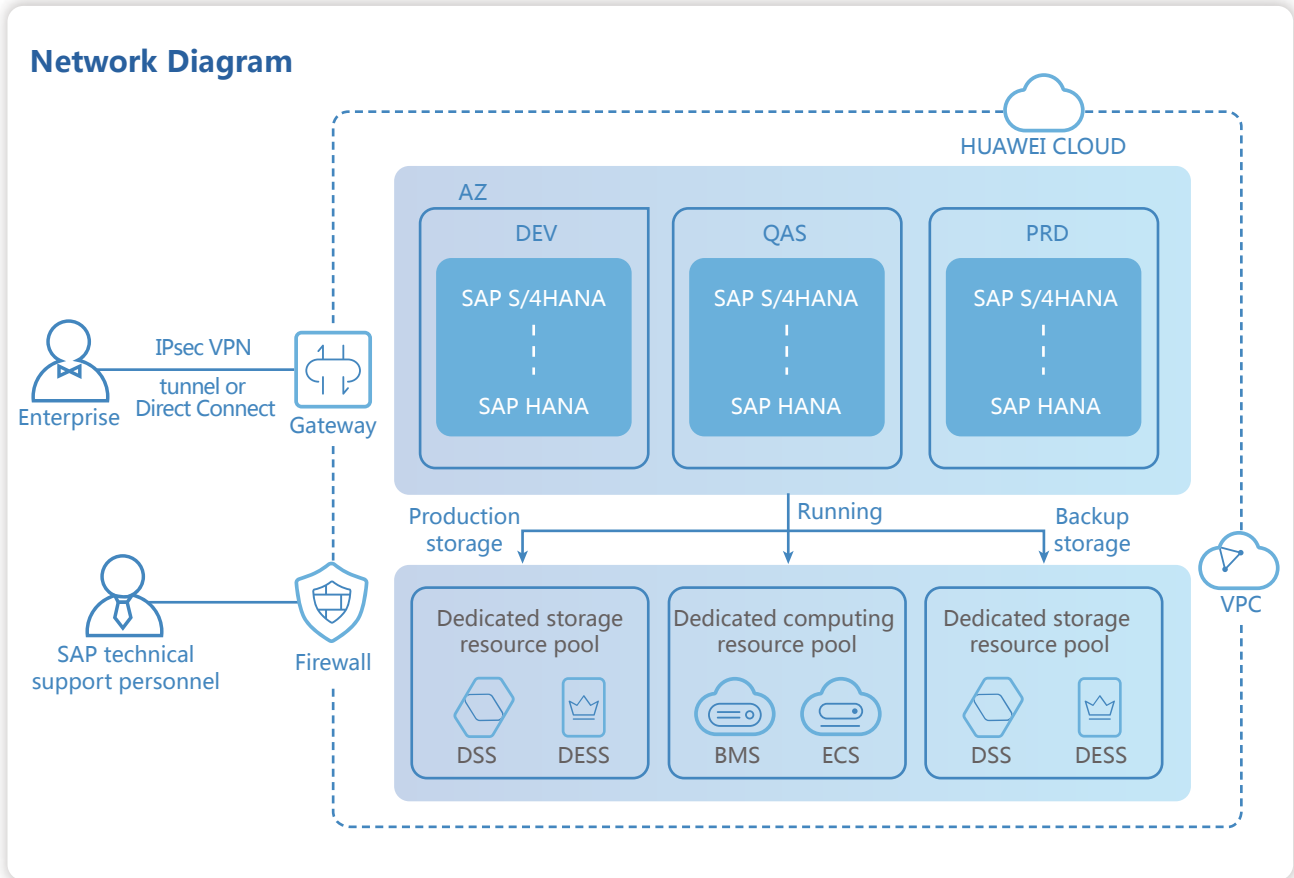 Network Diagram
HUAWEI CLOUD
AZ
DEV
QAS
PRD
SAP S/4HANA
SAP HANA
SAP S/4HANA
SAP HANA
SAP S/4HANA
SAP HANA
Enterprise
IPsec VPN
tunnel or
Direct Connect
Gateway
Production
storage
Running
Backup
storage
SAP technical
support personnel
Firewall
VPC
Dedicated storage
resource pool
DSS
DESS
Dedicated computing
resource pool
BMS
ECS
Dedicated storage
resource pool
DSS
DESS